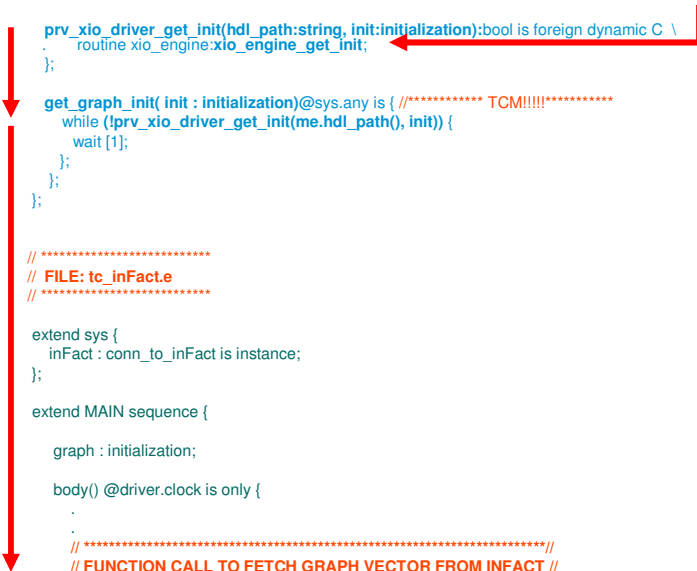 prv_xio_driver_get_init(hdl_path:string, init:initialization):bool is foreign dynamic C \
. routine xio_engine:xio_engine_get_init;
};
get_graph_init( init : initialization)@sys.any is { //************ TCM!!!!!***********
while (!prv_xio_driver_get_init(me.hdl_path(), init)) {
wait [1];
};
};
};
// ***************************
// FILE: tc_inFact.e
// ***************************
extend sys {
inFact : conn_to_inFact is instance;
};
extend MAIN sequence {
graph : initialization;
body() @driver.clock is only {
.
.
// **************************************************************************//
// FUNCTION CALL TO FETCH GRAPH VECTOR FROM INFACT //